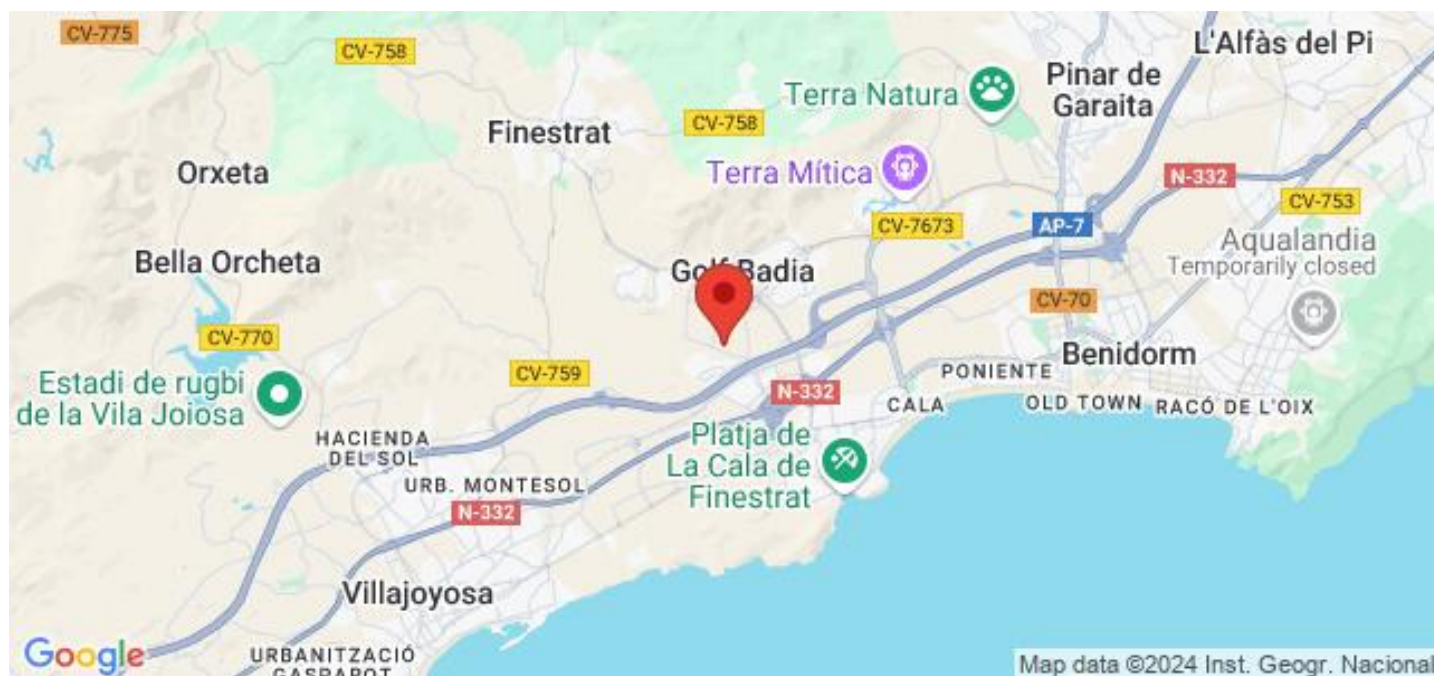 CV-775
CV-758
L'Alfàs del Pi
Pinar de
Garaita
Terra Natura
Finestrat
CV-758
Orxeta
Terra Mítica
N-332
CV-753
CV-7673
AP-7
Aqualandia
Temporarily closed
Bella Orcheta
Golf Badia
CV-70
CV-770
Benidorm
CV-759
PONIENTE
Estadi de rugbi
de la Vila Joiosa
N-332
CALA
OLD TOWN
RACÓ DE L'OIX
HACIENDA
DEL SOL
Platja de
La Cala de
Finestrat
URB. MONTESOL
N-332
Villajoyosa
Google
URBANITZACIÓ
GASPAROT
Map data ©2024 Inst. Geogr. Nacional